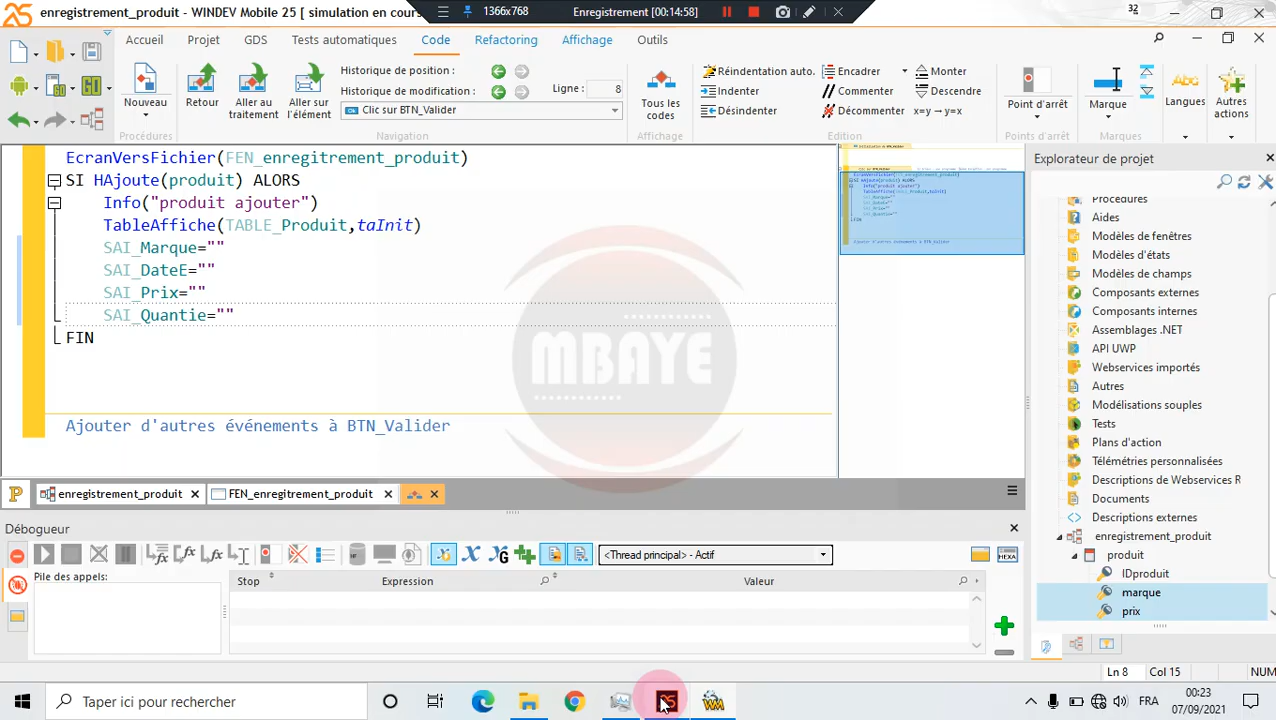 enregistrement_produit - WINDEV Mobile 25 [ simulation en cours
1366x768
Enregistrement [00:14:58]
32
Accueil Projet GDS Tests automatiques Code Refactoring Affichage Outils
Nouveau
Retour
Aller au traitement
Aller sur l'élément
Historique de position :
Historique de modification :
Ligne : 8
Clic sur BTN_Valider
Tous les codes
Réindentation auto.
Indenter
Désindenter
Encadrer
Commenter
Décommenter
Monter
Descendre
x=y → y=x
Point d'arrêt
Marque
Langues
Autres actions
Procédures
Navigation
Affichage
Edition
Points d'arrêt
Marques
EcranVersFichier(FEN_enregitrement_produit)
SI HAjoute(produit) ALORS
Info("produit ajouter")
TableAffiche(TABLE_Produit,taInit)
SAI_Marque=""
SAI_DateE=""
SAI_Prix=""
SAI_Quantie=""
FIN
MBAYE
Ajouter d'autres événements à BTN_Valider
Explorateur de projet
Procédures
Aides
Modèles de fenêtres
Modèles d'états
Modèles de champs
Composants externes
Composants internes
Assemblages .NET
API UWP
Webservices importés
Autres
Modélisations souples
Tests
Plans d'action
Télémétries personnalisées
Descriptions de Webservices R
Documents
Descriptions externes
enregistrement_produit
produit
IDproduit
marque
prix
enregistrement_produit
FEN_enregitrement_produit
Débogueur
<Thread principal> - Actif
HEXA
Pile des appels:
Stop
Expression
Valeur
Ln 8
Col 15
NUM
Taper ici pour rechercher
FRA
00:23
07/09/2021